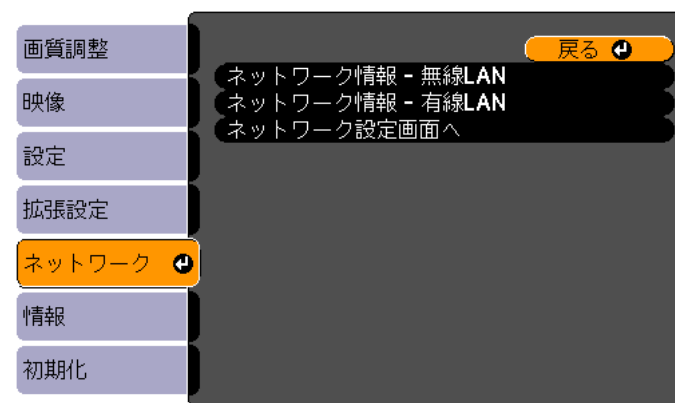 画質調整
映像
設定
拡張設定
ネットワーク
情報
初期化
戻る
ネットワーク情報 - 無線LAN
ネットワーク情報 - 有線LAN
ネットワーク設定画面へ